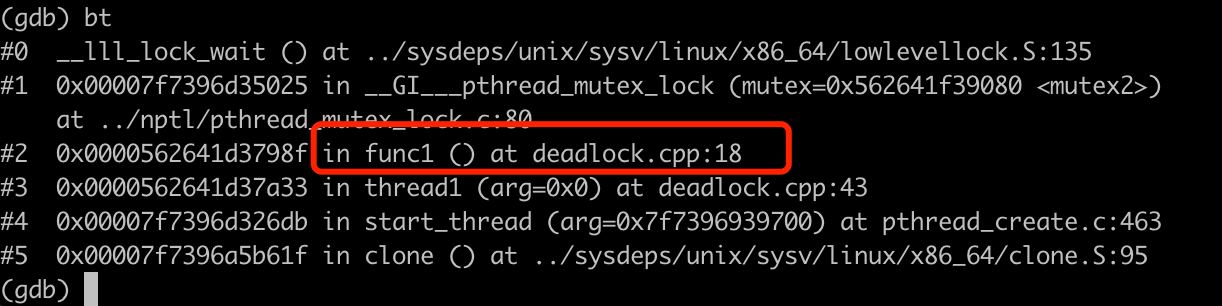 (gdb) bt
#0  __lll_lock_wait () at ../sysdeps/unix/sysv/linux/x86_64/lowlevellock.S:135
#1  0x00007f7396d35025 in __GI___pthread_mutex_lock (mutex=0x562641f39080 <mutex2>)
    at ../nptl/pthread_mutex_lock.c:80
#2  0x0000562641d3798f in func1 () at deadlock.cpp:18
#3  0x0000562641d37a33 in thread1 (arg=0x0) at deadlock.cpp:43
#4  0x00007f7396d326db in start_thread (arg=0x7f7396939700) at pthread_create.c:463
#5  0x00007f7396a5b61f in clone () at ../sysdeps/unix/sysv/linux/x86_64/clone.S:95
(gdb)